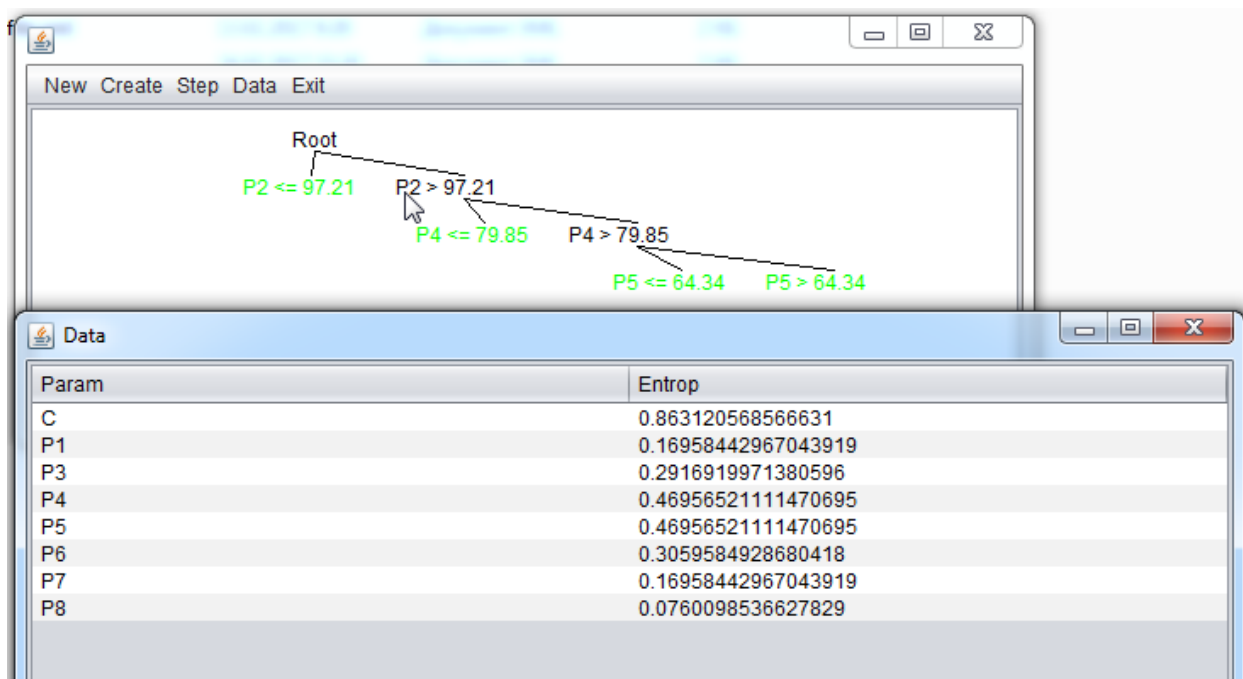 New Create Step Data Exit
Root
P2 <= 97.21 P2 > 97.21
P4 <= 79.85 P4 > 79.85
P5 <= 64.34 P5 > 64.34
Data
Param Entrop
C 0.863120568566631
P1 0.16958442967043919
P3 0.2916919971380596
P4 0.46956521111470695
P5 0.46956521111470695
P6 0.3059584928680418
P7 0.16958442967043919
P8 0.0760098536627829